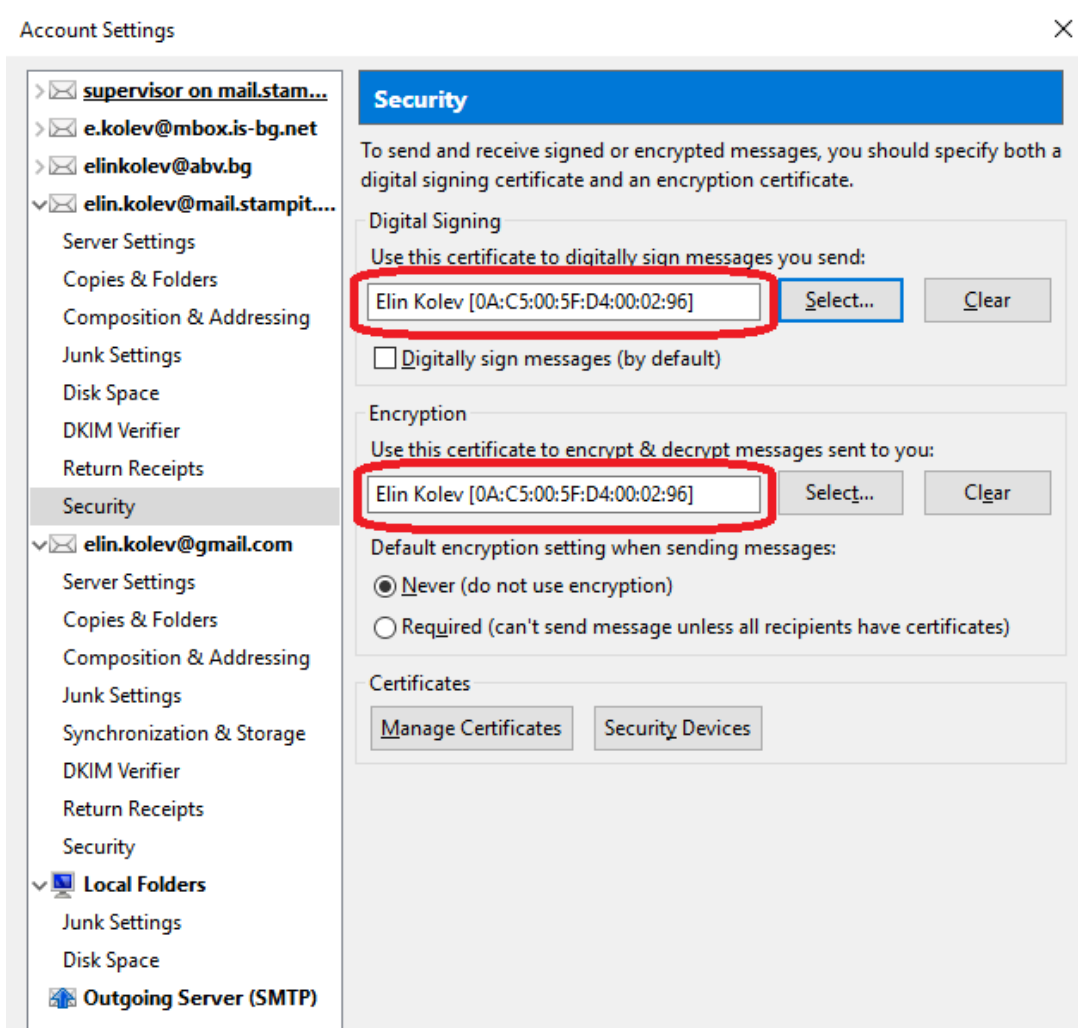 Account Settings
supervisor on mail.stam...
e.kolev@mbox.is-bg.net
elinkolev@abv.bg
elin.kolev@mail.stampit....
Server Settings
Copies & Folders
Composition & Addressing
Junk Settings
Disk Space
DKIM Verifier
Return Receipts
Security
elin.kolev@gmail.com
Server Settings
Copies & Folders
Composition & Addressing
Junk Settings
Synchronization & Storage
DKIM Verifier
Return Receipts
Security
Local Folders
Junk Settings
Disk Space
Outgoing Server (SMTP)
Security
To send and receive signed or encrypted messages, you should specify both a
digital signing certificate and an encryption certificate.
Digital Signing
Use this certificate to digitally sign messages you send:
Elin Kolev [0A:C5:00:5F:D4:00:02:96] Select... Clear
Digitally sign messages (by default)
Encryption
Use this certificate to encrypt & decrypt messages sent to you:
Elin Kolev [0A:C5:00:5F:D4:00:02:96] Select... Clear
Default encryption setting when sending messages:
Never (do not use encryption)
Required (can't send message unless all recipients have certificates)
Certificates
Manage Certificates Security Devices